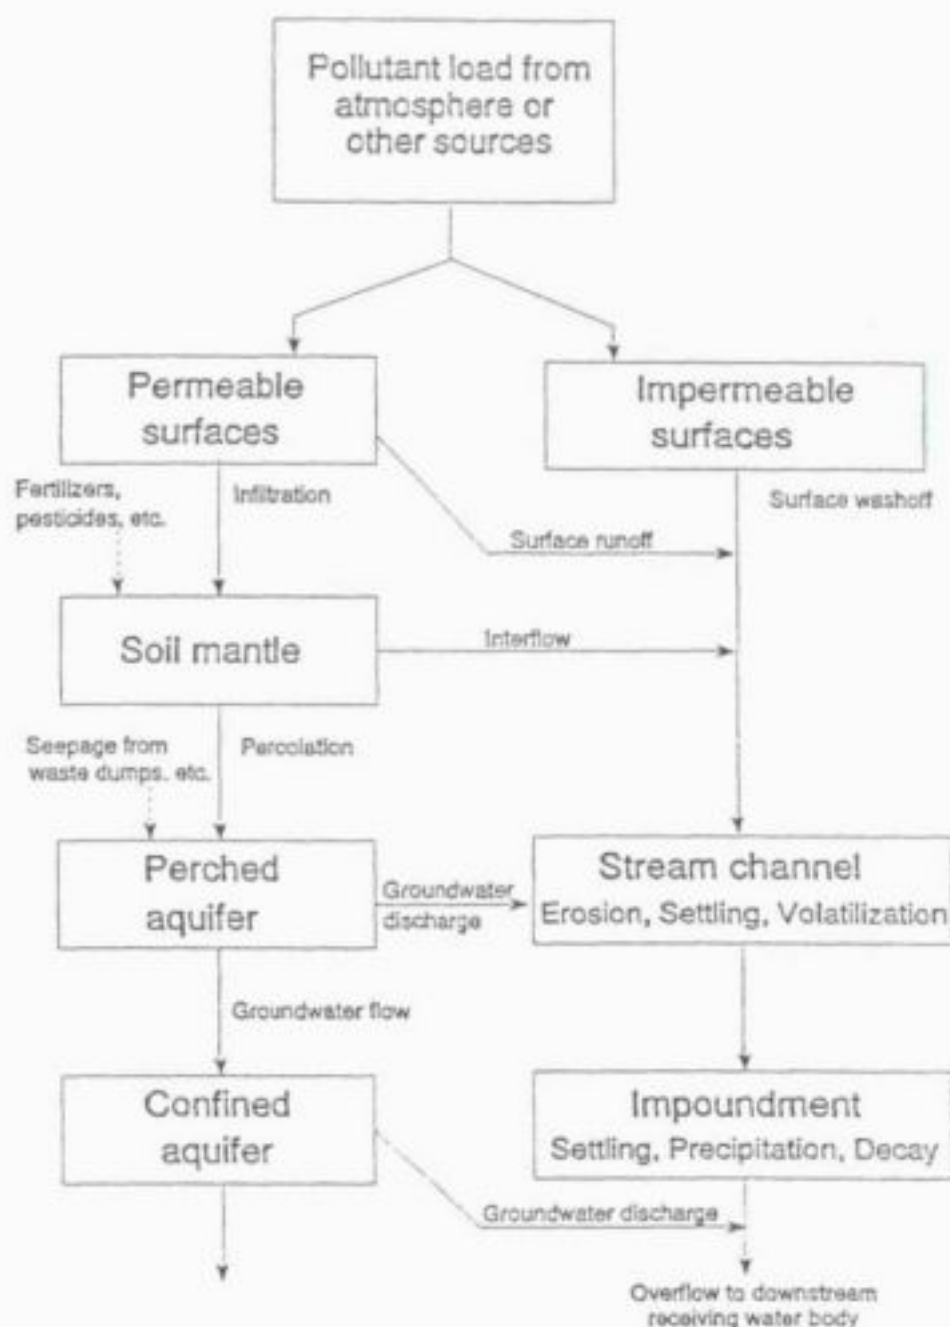 Pollutant load from
atmosphere or
other sources
Permeable
surfaces
Impermeable
surfaces
Fertilizers,
pesticides, etc.
Infiltration
Surface washoff
Surface runoff
Soil mantle
Interflow
Seepage from
waste dumps, etc.
Percolation
Perched
aquifer
Groundwater
discharge
Stream channel
Erosion, Settling, Volatilization
Groundwater flow
Confined
aquifer
Impoundment
Settling, Precipitation, Decay
Groundwater discharge
Overflow to downstream
receiving water body